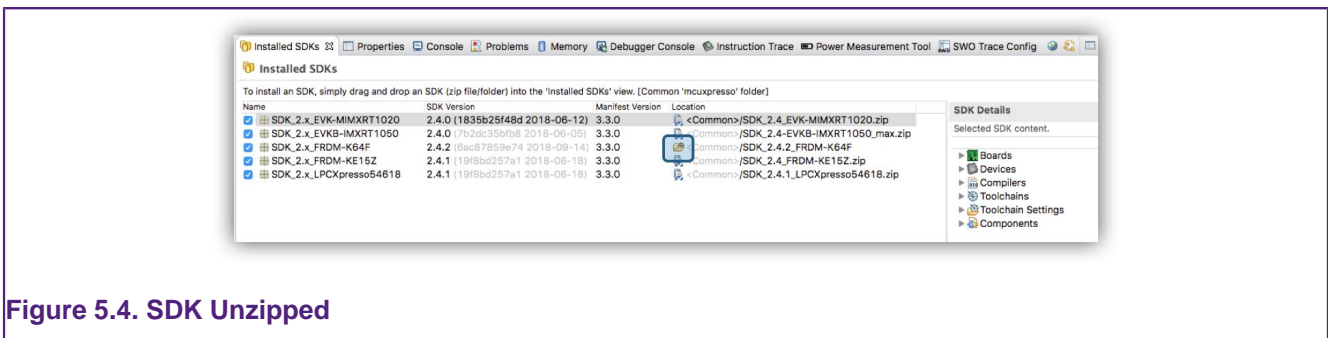 Installed SDKs Properties Console Problems Memory Debugger Console Instruction Trace Power Measurement Tool SWO Trace Config
Installed SDKs
To install an SDK, simply drag and drop an SDK (zip file/folder) into the 'Installed SDKs' view. [Common 'mcuxpresso' folder]
Name SDK Version Manifest Version Location
SDK_2.x_EVK-MIMXRT1020 2.4.0 (1835b25f48d 2018-06-12) 3.3.0 <Common>/SDK_2.4_EVK-MIMXRT1020.zip
SDK_2.x_EVKB-IMXRT1050 2.4.0 (7b2dc35bfb8 2018-06-05) 3.3.0 <Common>/SDK_2.4-EVKB-IMXRT1050_max.zip
SDK_2.x_FRDM-K64F 2.4.2 (6ac87859e74 2018-09-14) 3.3.0 <Common>/SDK_2.4.2_FRDM-K64F
SDK_2.x_FRDM-KE15Z 2.4.1 (19f8bd257a1 2018-06-18) 3.3.0 <Common>/SDK_2.4_FRDM-KE15Z.zip
SDK_2.x_LPCXpresso54618 2.4.1 (19f8bd257a1 2018-06-18) 3.3.0 <Common>/SDK_2.4.1_LPCXpresso54618.zip
SDK Details
Selected SDK content.
Boards
Devices
Compilers
Toolchains
Toolchain Settings
Components
Figure 5.4. SDK Unzipped